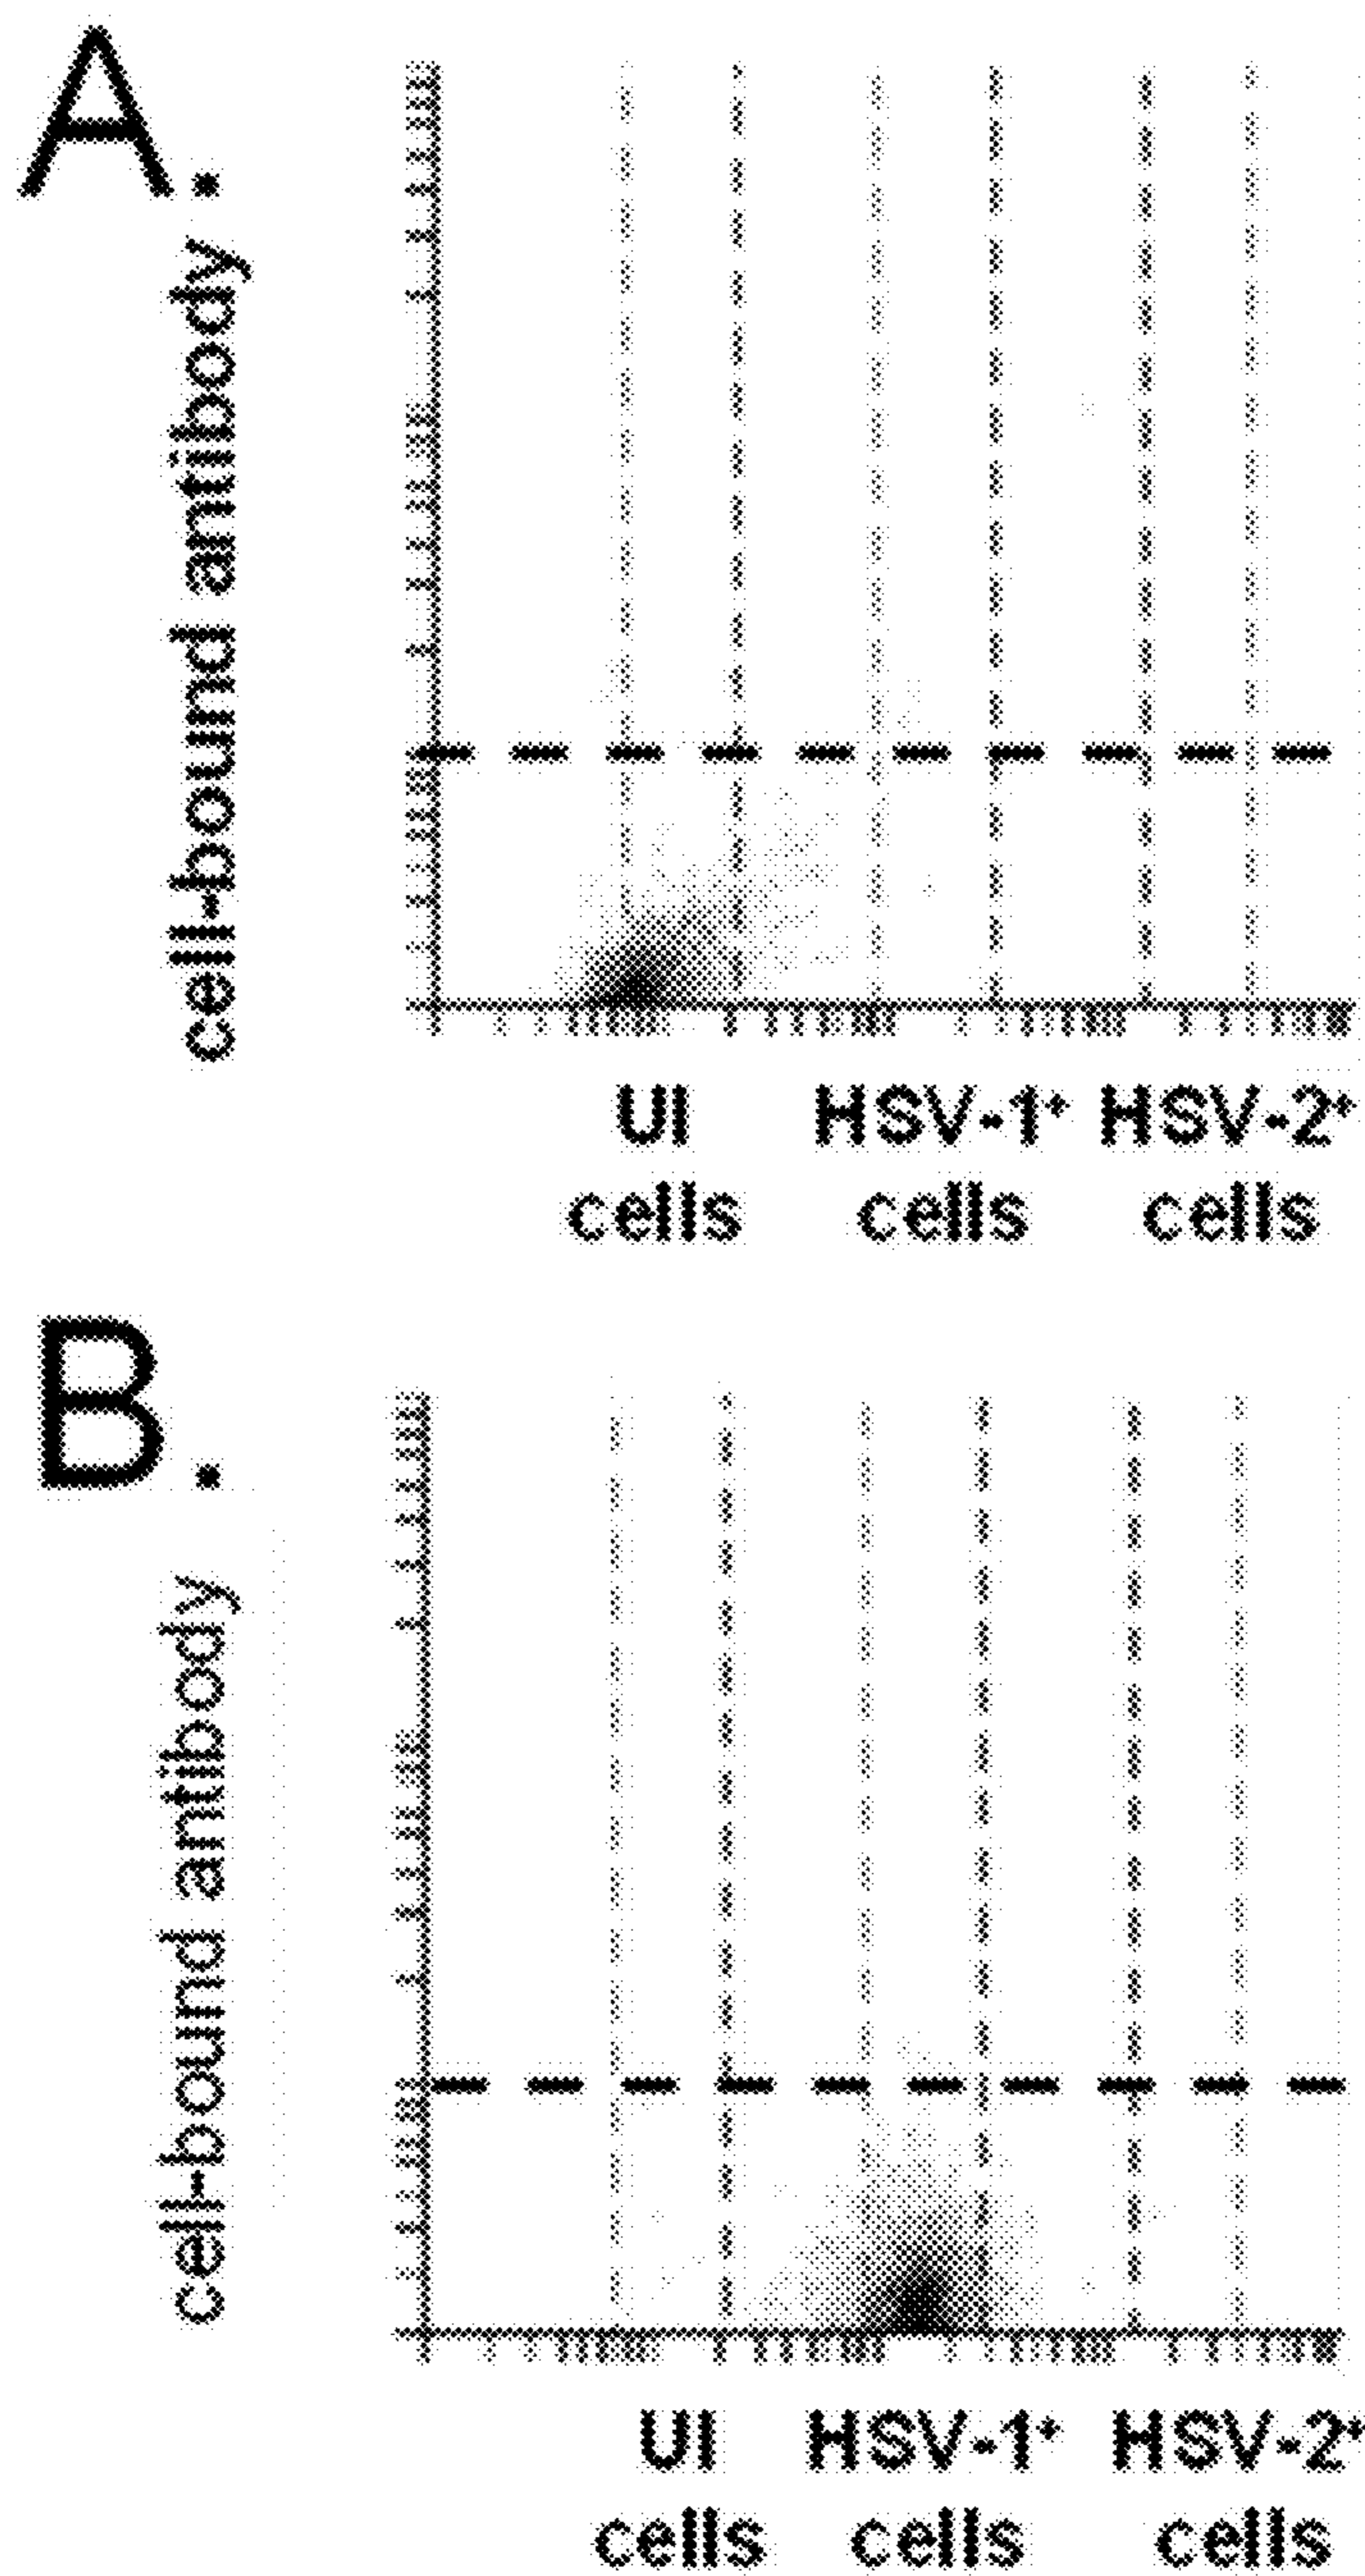 A.
cell-bound antibody
UI HSV-1⁺ HSV-2⁺
cells cells cells
B.
cell-bound antibody
UI HSV-1⁺ HSV-2⁺
cells cells cells